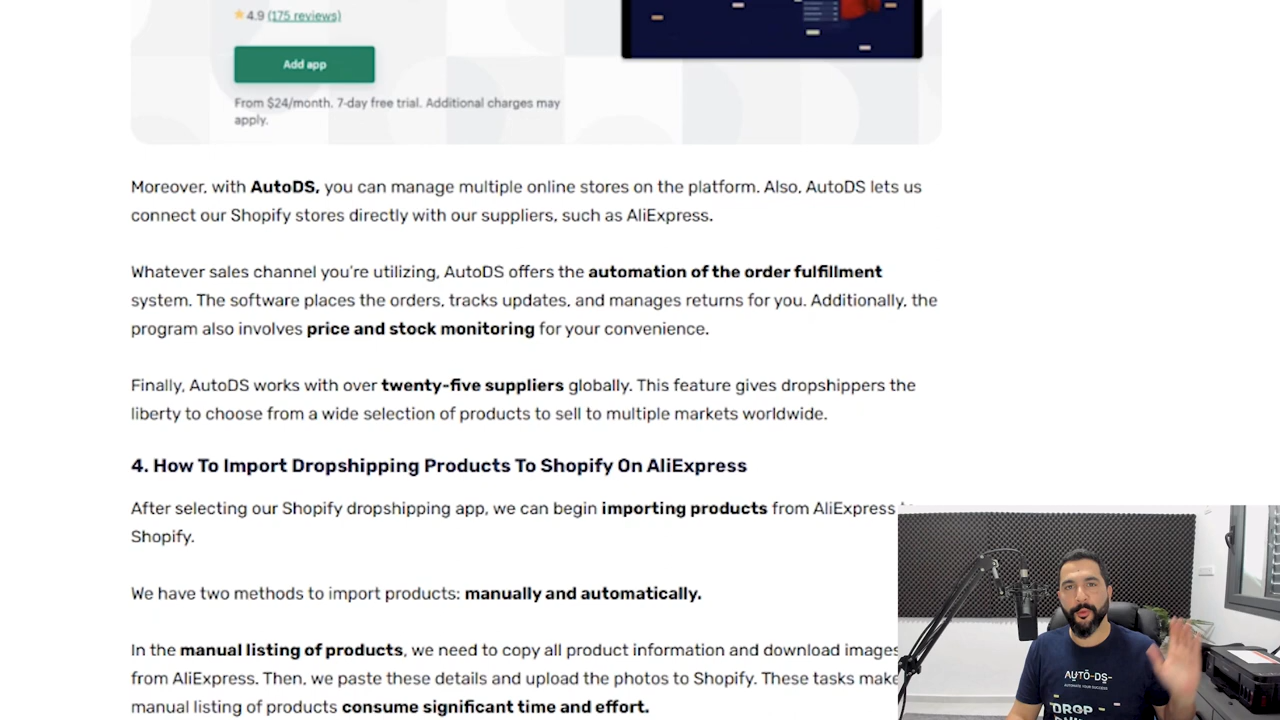 4.9 (175 reviews)
Add app
From $24/month. 7-day free trial. Additional charges may
apply.
Moreover, with AutoDS, you can manage multiple online stores on the platform. Also, AutoDS lets us
connect our Shopify stores directly with our suppliers, such as AliExpress.
Whatever sales channel you're utilizing, AutoDS offers the automation of the order fulfillment
system. The software places the orders, tracks updates, and manages returns for you. Additionally, the
program also involves price and stock monitoring for your convenience.
Finally, AutoDS works with over twenty-five suppliers globally. This feature gives dropshippers the
liberty to choose from a wide selection of products to sell to multiple markets worldwide.
4. How To Import Dropshipping Products To Shopify On AliExpress
After selecting our Shopify dropshipping app, we can begin importing products from AliExpress
Shopify.
We have two methods to import products: manually and automatically.
In the manual listing of products, we need to copy all product information and download images
from AliExpress. Then, we paste these details and upload the photos to Shopify. These tasks make
manual listing of products consume significant time and effort.
AUTO-DS-
AUTOMATE YOUR SUCCESS
DROP